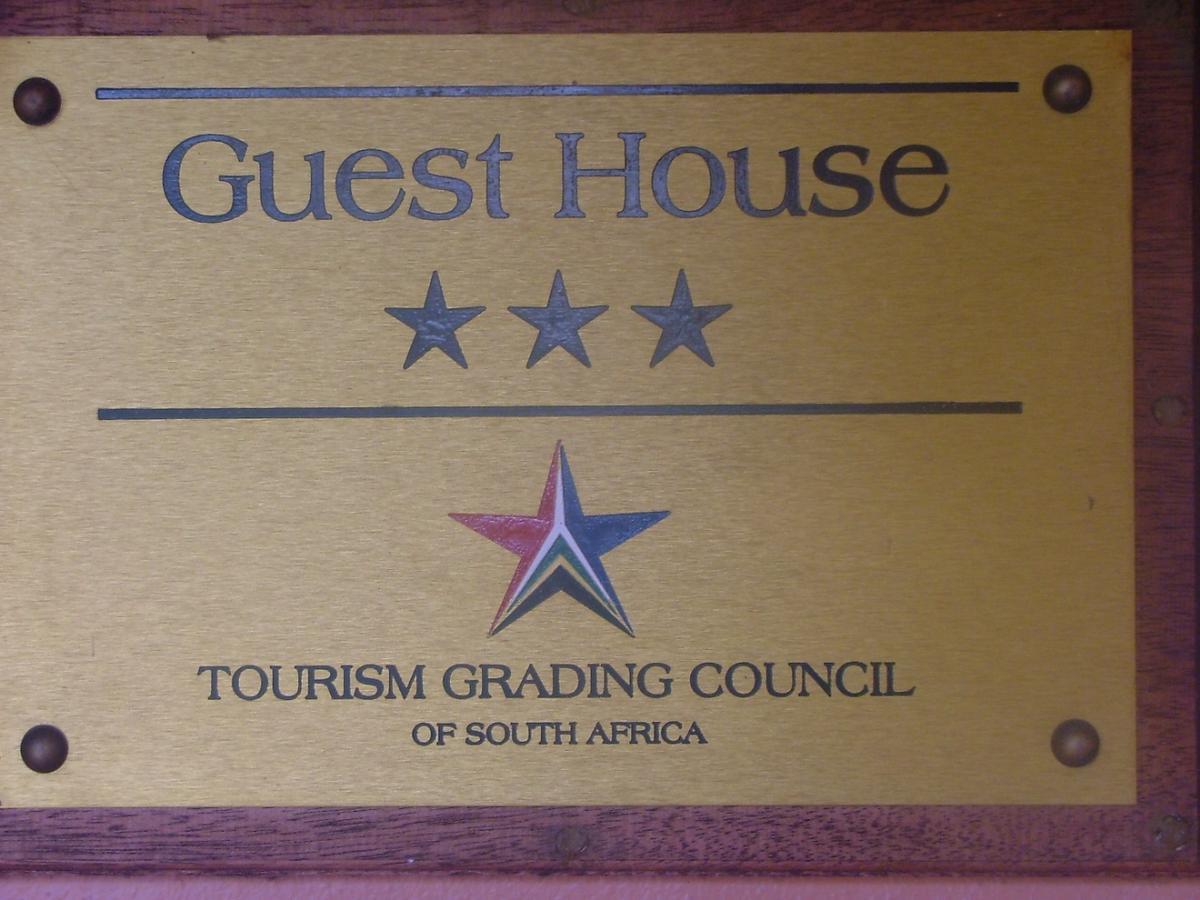 Guest House
TOURISM GRADING COUNCIL
OF SOUTH AFRICA